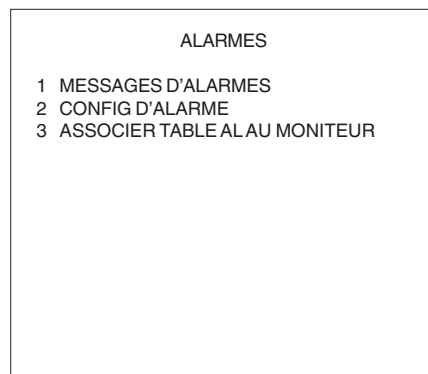 ALARMES
1 MESSAGES D'ALARMES
2 CONFIG D'ALARME
3 ASSOCIER TABLE AL AU MONITEUR